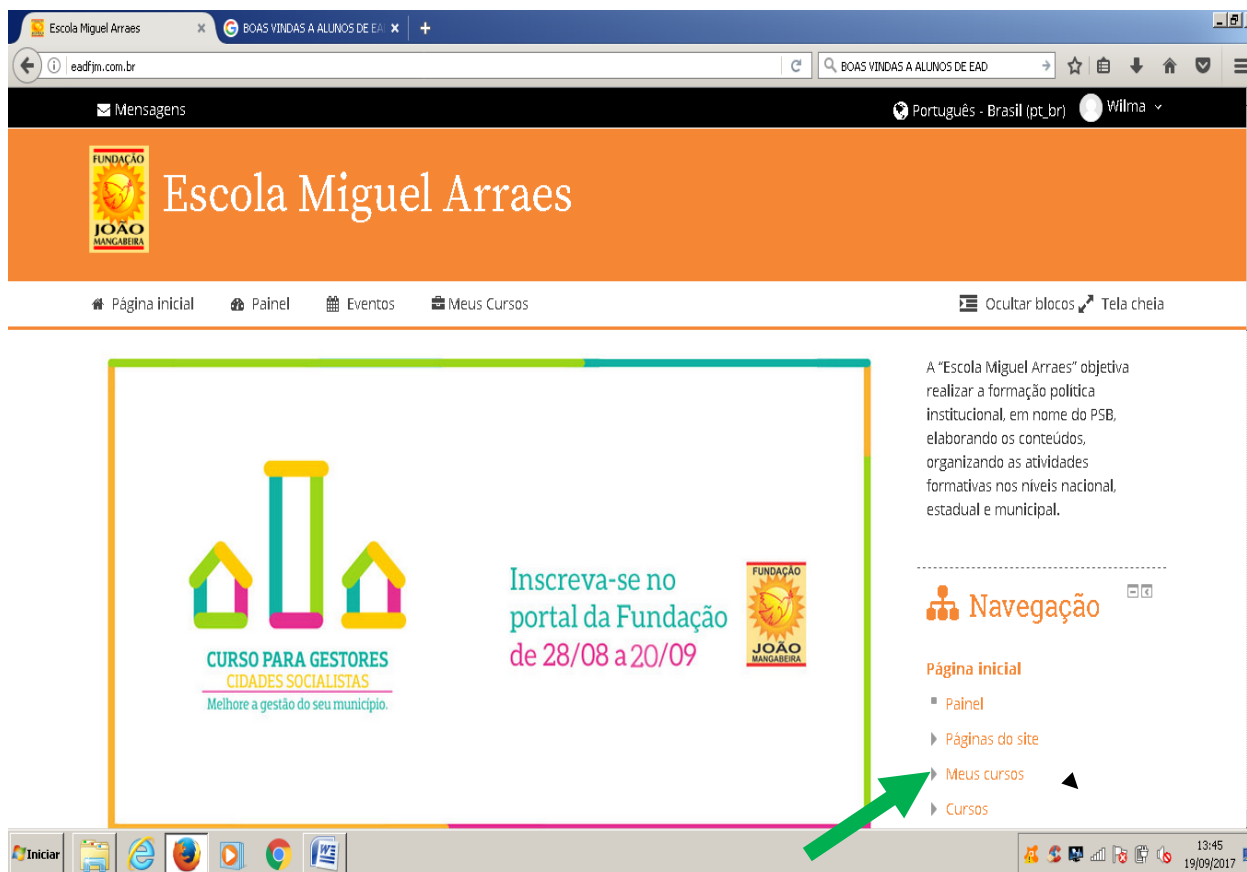 Escola Miguel Arraes
BOAS VINDAS A ALUNOS DE EA
eadfjm.com.br
BOAS VINDAS A ALUNOS DE EAD
Mensagens
Português - Brasil (pt_br)
Wilma
FUNDAÇÃO
JOÃO
MANGABEIRA
Escola Miguel Arraes
Página inicial
Painel
Eventos
Meus Cursos
Ocultar blocos
Tela cheia
CURSO PARA GESTORES
CIDADES SOCIALISTAS
Melhore a gestão do seu município.
Inscreva-se no
portal da Fundação
de 28/08 a 20/09
FUNDAÇÃO
JOÃO
MANGABEIRA
A "Escola Miguel Arraes" objetiva
realizar a formação política
institucional, em nome do PSB,
elaborando os conteúdos,
organizando as atividades
formativas nos níveis nacional,
estadual e municipal.
Navegação
Página inicial
Painel
Páginas do site
Meus cursos
Cursos
Iniciar
13:45
19/09/2017